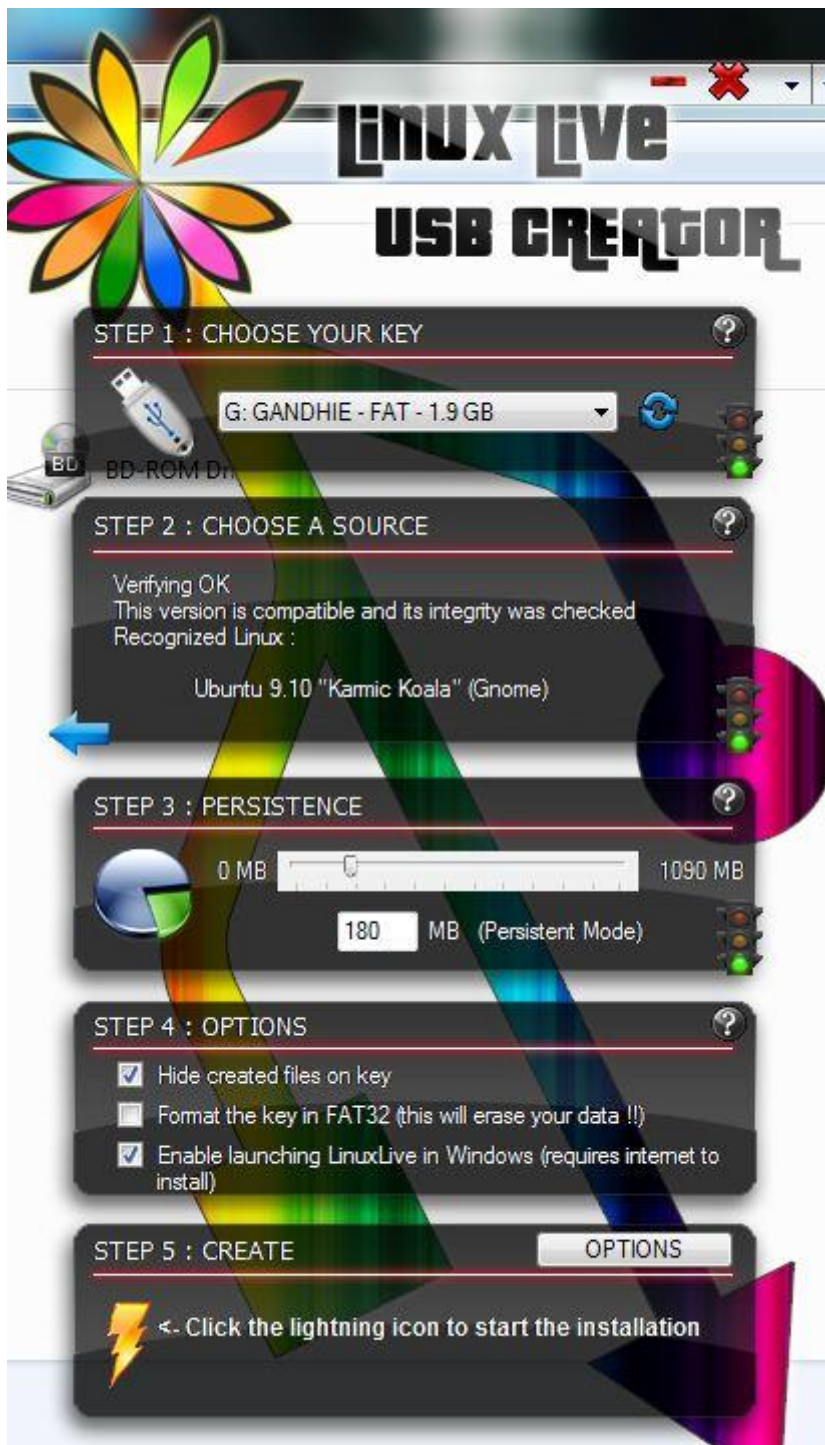 Linux Live
USB CREATOR
STEP 1 : CHOOSE YOUR KEY
?
G: GANDHIE - FAT - 1.9 GB
BD
BD-ROM
STEP 2 : CHOOSE A SOURCE
?
Verifying OK
This version is compatible and its integrity was checked
Recognized Linux :
Ubuntu 9.10 "Karmic Koala" (Gnome)
STEP 3 : PERSISTENCE
?
0 MB 1090 MB
180 MB (Persistent Mode)
STEP 4 : OPTIONS
?
Hide created files on key
Format the key in FAT32 (this will erase your data !!)
Enable launching LinuxLive in Windows (requires internet to
install)
STEP 5 : CREATE OPTIONS
<- Click the lightning icon to start the installation